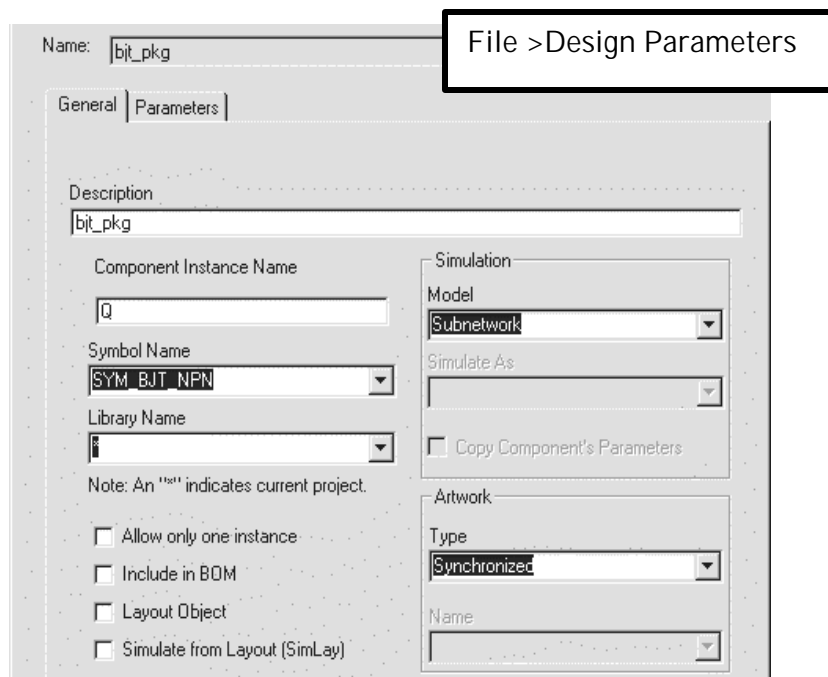 File >Design Parameters
Name: bjt_pkg
General Parameters
Description
bjt_pkg
Component Instance Name
Q
Symbol Name
SYM_BJT_NPN
Library Name
*
Note: An "*" indicates current project.
Allow only one instance
Include in BOM
Layout Object
Simulate from Layout (SimLay)
Simulation
Model
Subnetwork
Simulate As
Copy Component's Parameters
Artwork
Type
Synchronized
Name